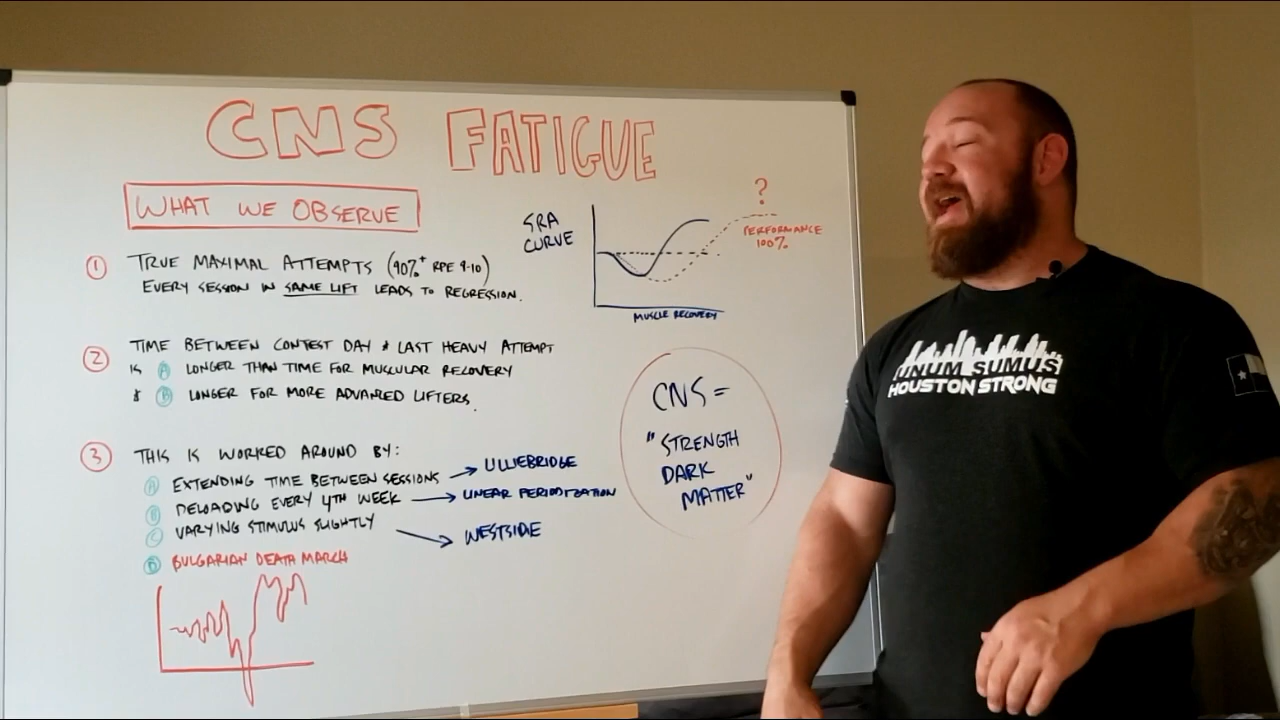 CNS FATIGUE
WHAT WE OBSERVE
1 TRUE MAXIMAL ATTEMPTS (90%+ RPE 9-10)
EVERY SESSION IN SAME LIFT LEADS TO REGRESSION.
2 TIME BETWEEN CONTEST DAY & LAST HEAVY ATTEMPT
IS A LONGER THAN TIME FOR MUSCULAR RECOVERY
& B LONGER FOR MORE ADVANCED LIFTERS.
3 THIS IS WORKED AROUND BY:
A EXTENDING TIME BETWEEN SESSIONS → LILLIEBRIDGE
B DELOADING EVERY 4TH WEEK → LINEAR PERIODIZATION
C VARYING STIMULUS SLIGHTLY → WESTSIDE
D BULGARIAN DEATH MARCH
SRA
CURVE
?
PERFORMANCE
100%
MUSCLE RECOVERY
CNS =
"STRENGTH
DARK
MATTER"
UNUM SUMUS
HOUSTON STRONG